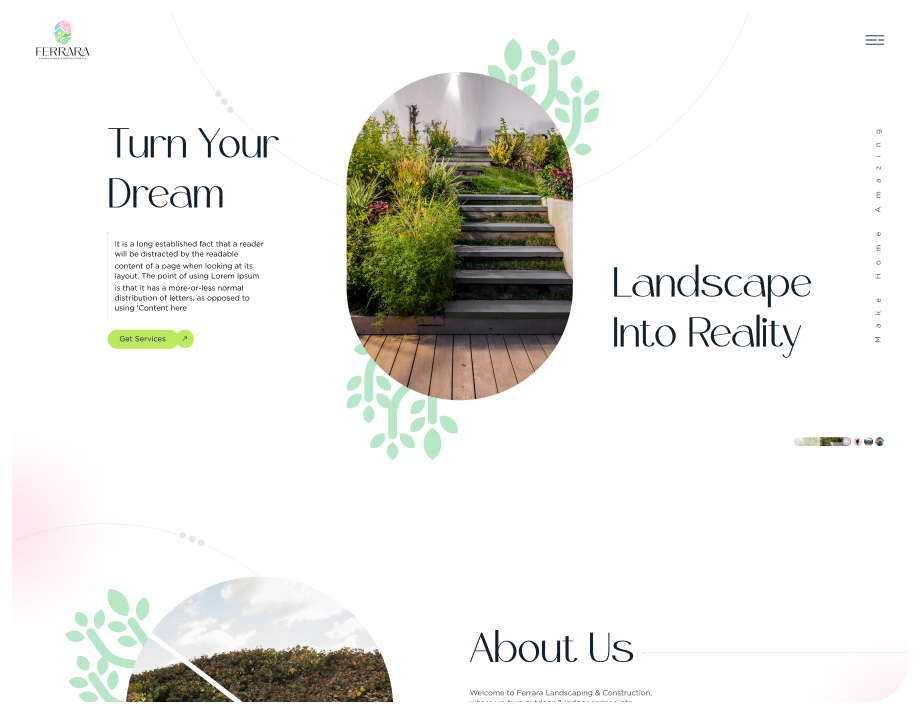 FERRARA
LANDSCAPING & CONSTRUCTION LLC
Turn Your
Dream
It is a long established fact that a reader
will be distracted by the readable
content of a page when looking at its
layout. The point of using Lorem Ipsum
is that it has a more-or-less normal
distribution of letters, as opposed to
using 'Content here
Get Services
Landscape
Into Reality
Make Home Amazing
About Us
Welcome to Ferrara Landscaping & Construction,
where we turn outdoor & indoor spaces into